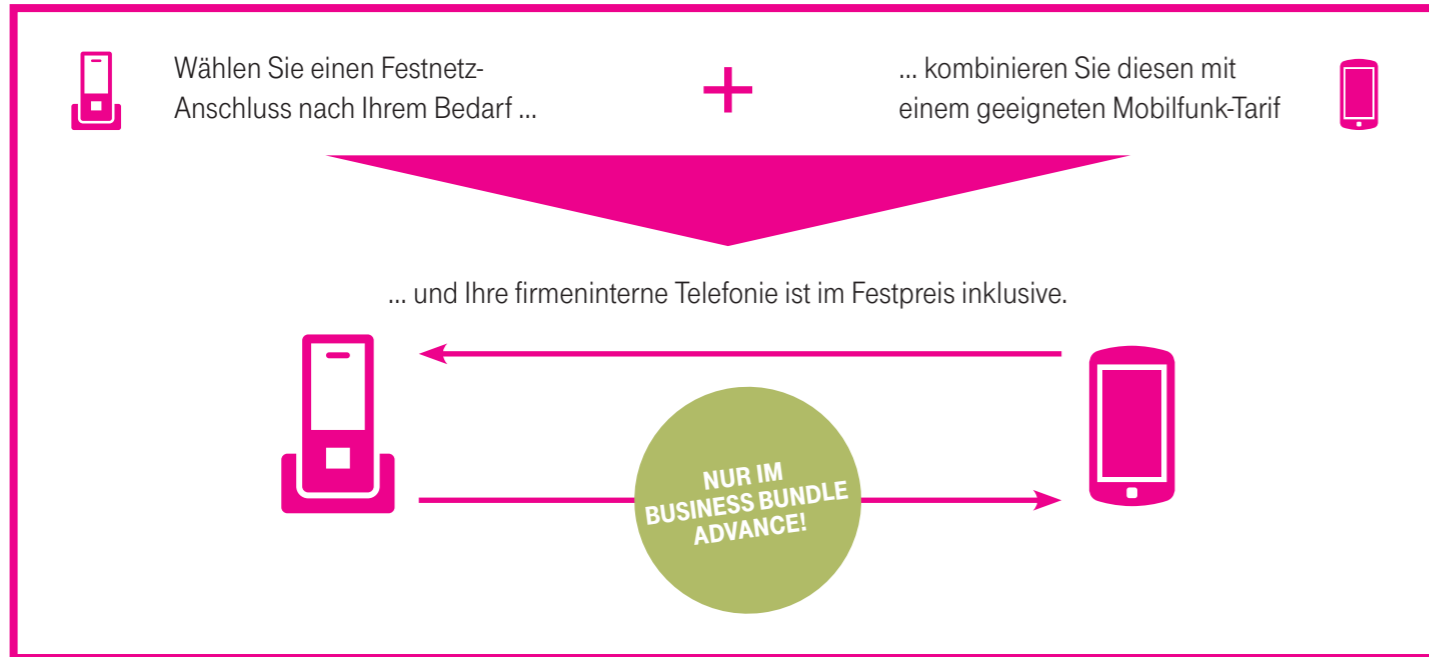 Wählen Sie einen Festnetz-
Anschluss nach Ihrem Bedarf ...
... kombinieren Sie diesen mit
einem geeigneten Mobilfunk-Tarif
... und Ihre firmeninterne Telefonie ist im Festpreis inklusive.
NUR IM
BUSINESS BUNDLE
ADVANCE!